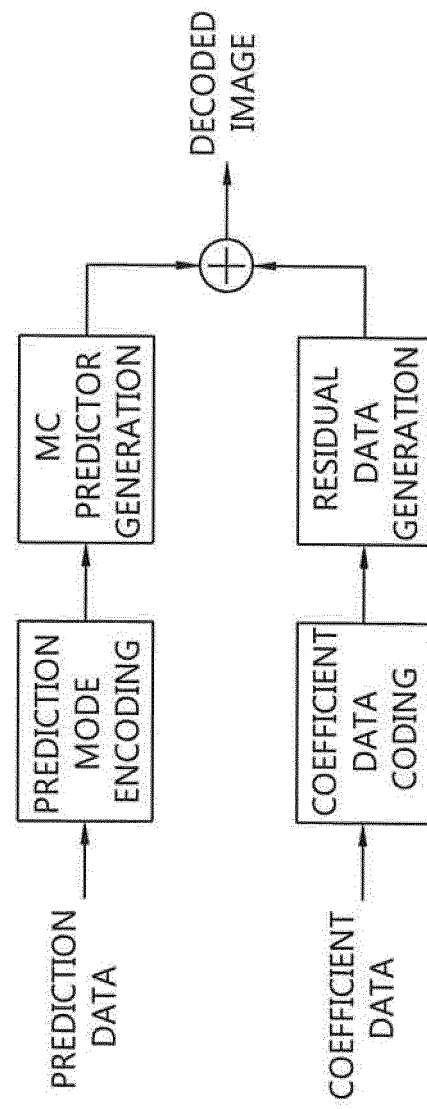 PREDICTION
DATA
PREDICTION
MODE
ENCODING
MC
PREDICTOR
GENERATION
DECODED
IMAGE
COEFFICIENT
DATA
COEFFICIENT
DATA
CODING
RESIDUAL
DATA
GENERATION